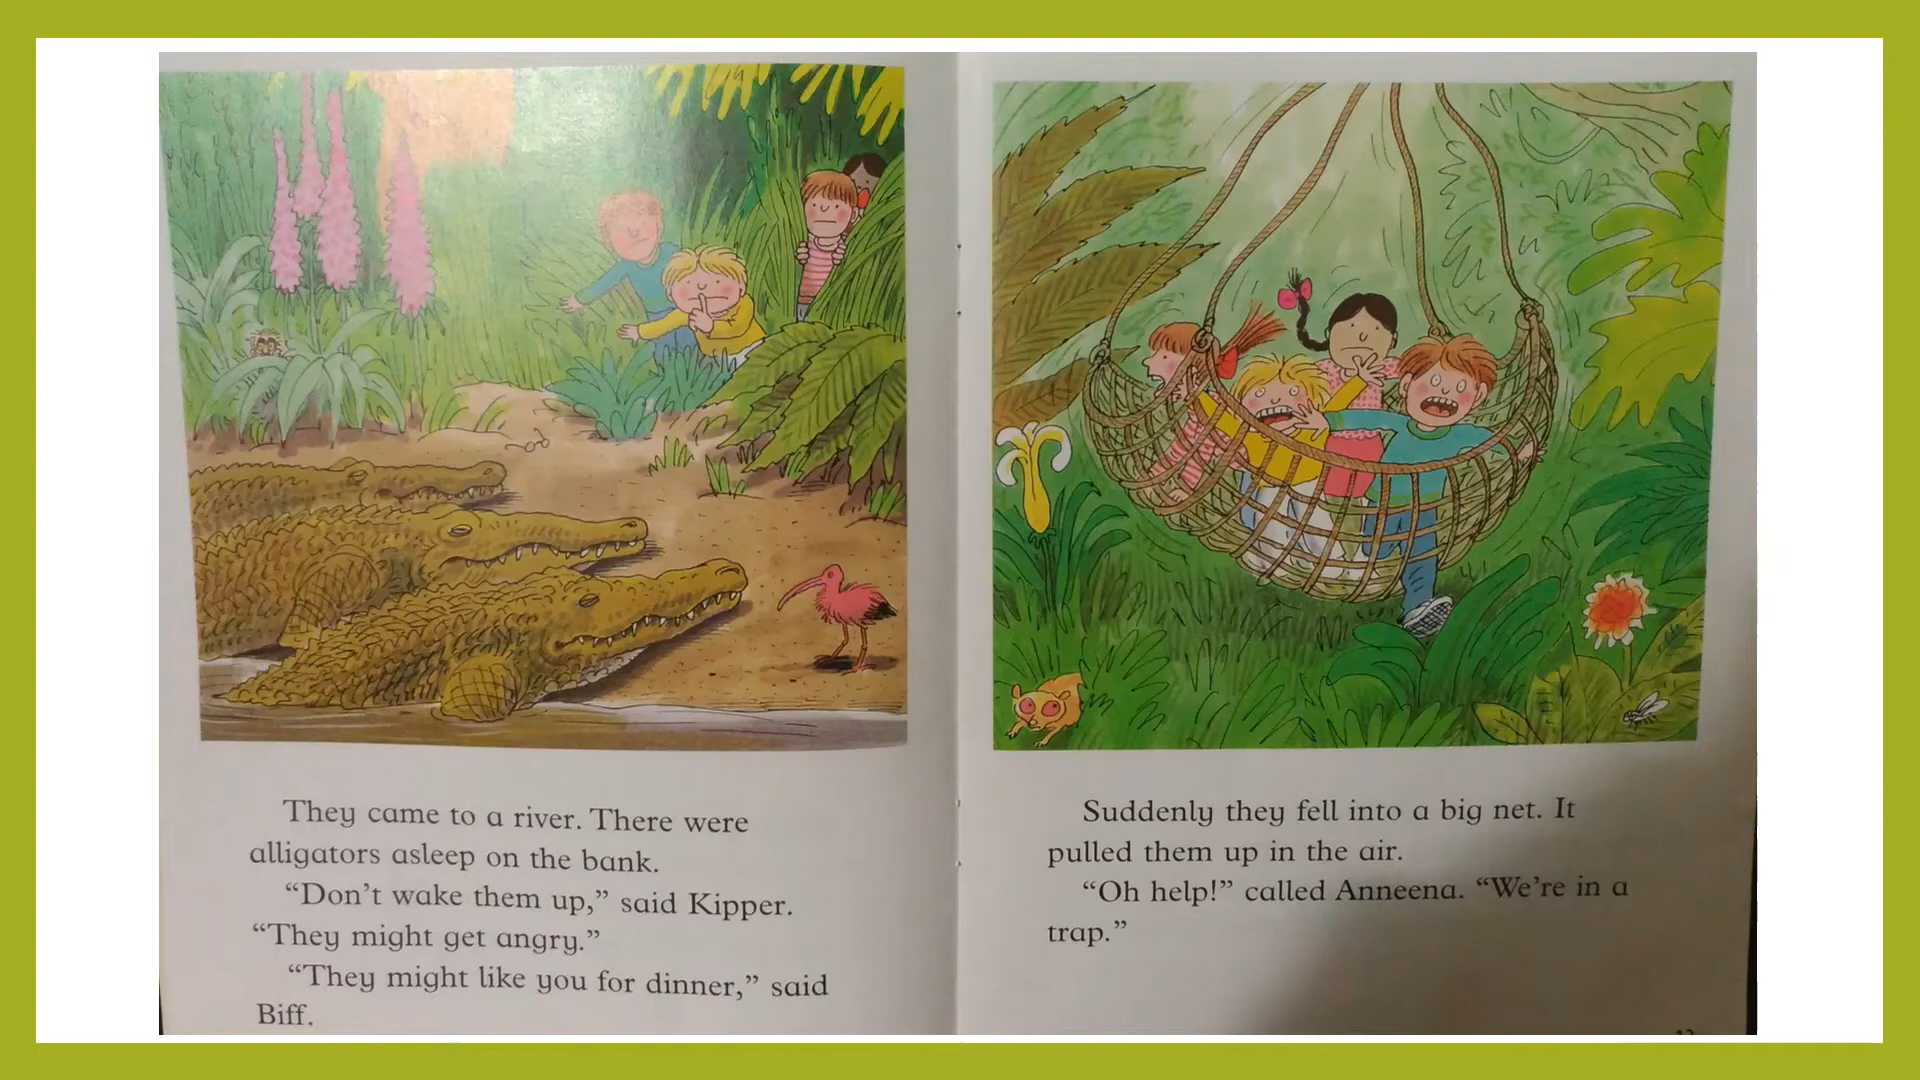 They came to a river. There were
alligators asleep on the bank.
“Don’t wake them up,” said Kipper.
“They might get angry.”
“They might like you for dinner,” said
Biff.
Suddenly they fell into a big net. It
pulled them up in the air.
“Oh help!” called Anneena. “We’re in a
trap.”